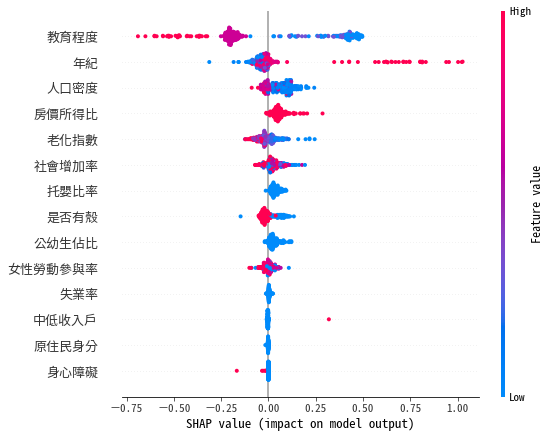 High
教育程度
年紀
人口密度
房價所得比
老化指數
社會增加率
托嬰比率
是否有殼
公幼生佔比
女性勞動參與率
失業率
中低收入戶
原住民身分
身心障礙
Feature value
Low
−0.75 −0.50 −0.25 0.00 0.25 0.50 0.75 1.00
SHAP value (impact on model output)